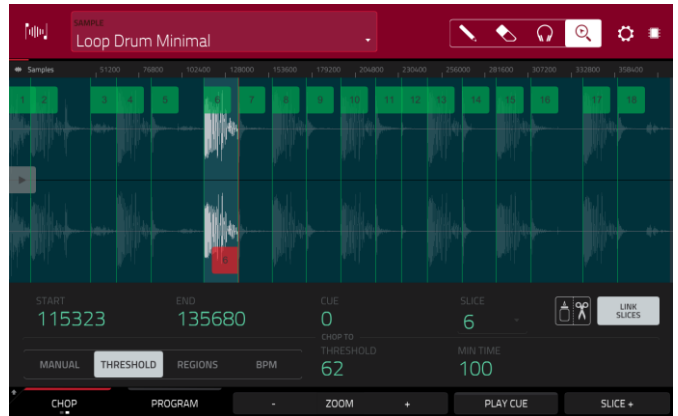 SAMPLE
Loop Drum Minimal
Samples 51200 76800 102400 128000 153600 179200 204800 230400 256000 281600 307200 332800 358400
1 2 3 4 5 6 7 8 9 10 11 12 13 14 15 16 17 18
6
START END CUE SLICE
115323 135680 0 6 LINK SLICES
CHOP TO
MANUAL THRESHOLD REGIONS BPM THRESHOLD MIN TIME
62 100
CHOP PROGRAM - ZOOM + PLAY CUE SLICE +